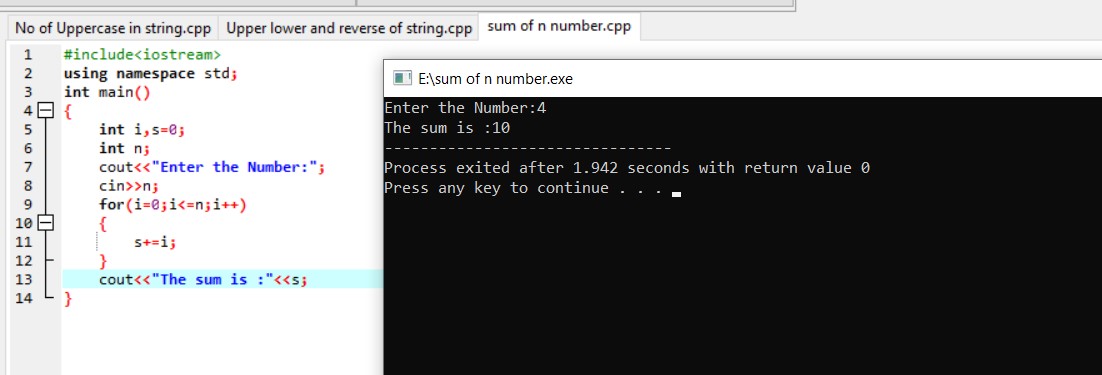 No of Uppercase in string.cpp Upper lower and reverse of string.cpp sum of n number.cpp
1 #include<iostream>
2 using namespace std;
3 int main()
4 {
5 int i,s=0;
6 int n;
7 cout<<"Enter the Number:";
8 cin>>n;
9 for(i=0;i<=n;i++)
10 {
11 s+=i;
12 }
13 cout<<"The sum is :"<<s;
14 }
E:\sum of n number.exe
Enter the Number:4
The sum is :10
--------------------------------
Process exited after 1.942 seconds with return value 0
Press any key to continue . . .